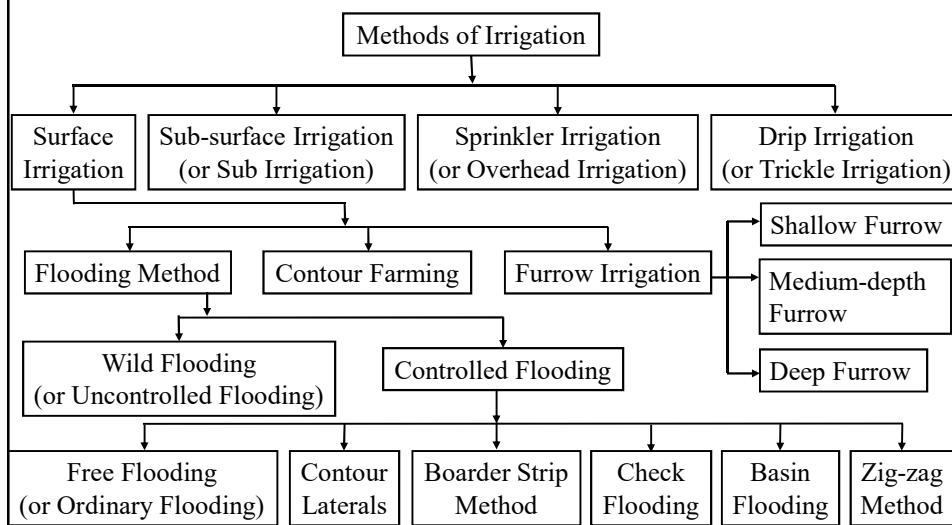 Methods of Irrigation
Surface
Irrigation
Sub-surface Irrigation
(or Sub Irrigation)
Sprinkler Irrigation
(or Overhead Irrigation)
Drip Irrigation
(or Trickle Irrigation)
Flooding Method
Contour Farming
Furrow Irrigation
Shallow Furrow
Medium-depth
Furrow
Deep Furrow
Wild Flooding
(or Uncontrolled Flooding)
Controlled Flooding
Free Flooding
(or Ordinary Flooding)
Contour
Laterals
Boarder Strip
Method
Check
Flooding
Basin
Flooding
Zig-zag
Method